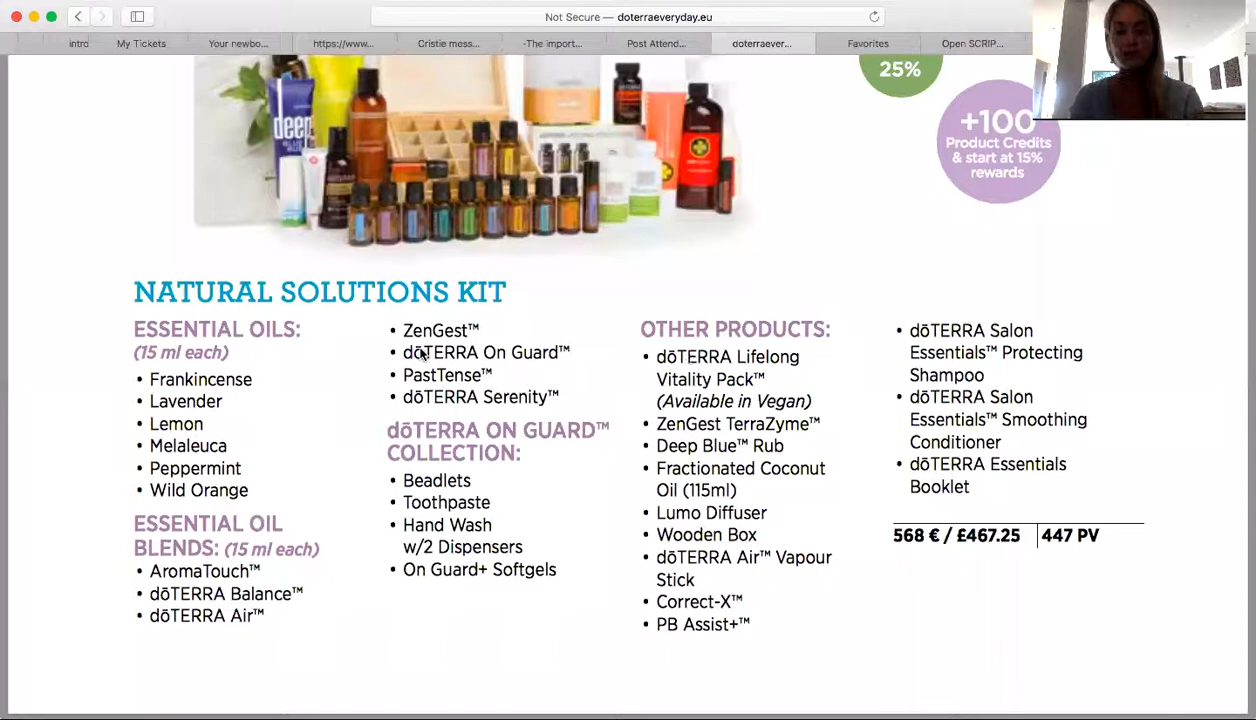 Not Secure — doterraeveryday.eu
intro
My Tickets
Your newbo...
https://www...
Cristie mess...
-The import...
Post Attend...
doterraever...
Favorites
Open SCRIP...
25%
+100
Product Credits
& start at 15%
rewards
deep
NATURAL SOLUTIONS KIT
ESSENTIAL OILS:
(15 ml each)
• Frankincense
• Lavender
• Lemon
• Melaleuca
• Peppermint
• Wild Orange
ESSENTIAL OIL
BLENDS: (15 ml each)
• AromaTouch™
• dōTERRA Balance™
• dōTERRA Air™
• ZenGest™
• dōTERRA On Guard™
• PastTense™
• dōTERRA Serenity™
dōTERRA ON GUARD™
COLLECTION:
• Beadlets
• Toothpaste
• Hand Wash
w/2 Dispensers
• On Guard+ Softgels
OTHER PRODUCTS:
• dōTERRA Lifelong
Vitality Pack™
(Available in Vegan)
• ZenGest TerraZyme™
• Deep Blue™ Rub
• Fractionated Coconut
Oil (115ml)
• Lumo Diffuser
• Wooden Box
• dōTERRA Air™ Vapour
Stick
• Correct-X™
• PB Assist+™
• dōTERRA Salon
Essentials™ Protecting
Shampoo
• dōTERRA Salon
Essentials™ Smoothing
Conditioner
• dōTERRA Essentials
Booklet
568 € / £467.25
447 PV